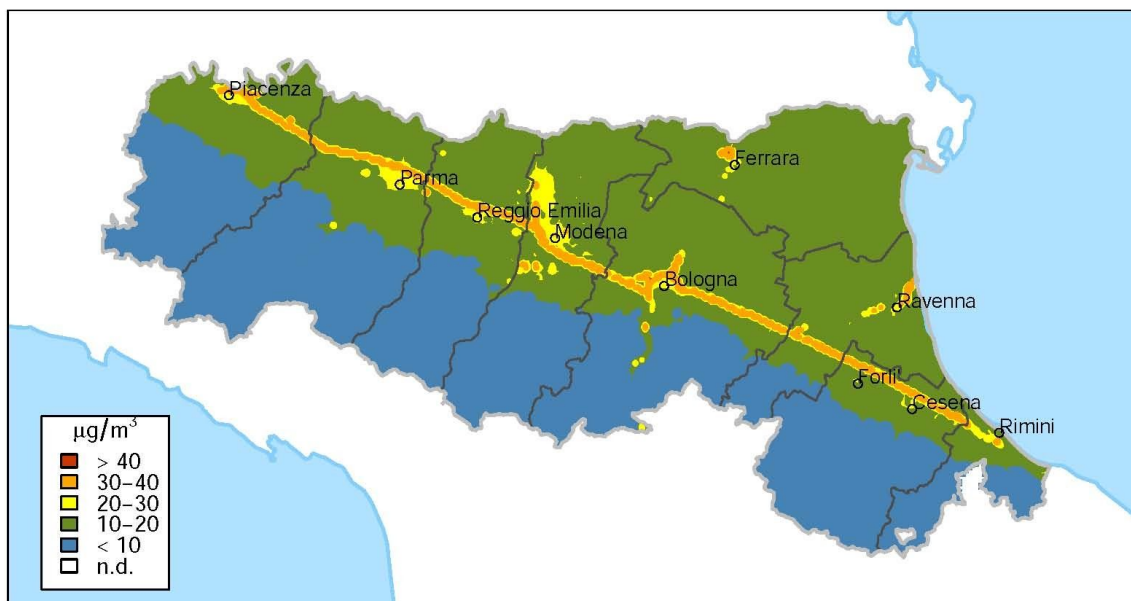 Piacenza
Ferrara
Parma
Reggio Emilia
Modena
Bologna
Ravenna
Forli'
Cesena
Rimini
µg/m³
> 40
30–40
20–30
10–20
< 10
n.d.